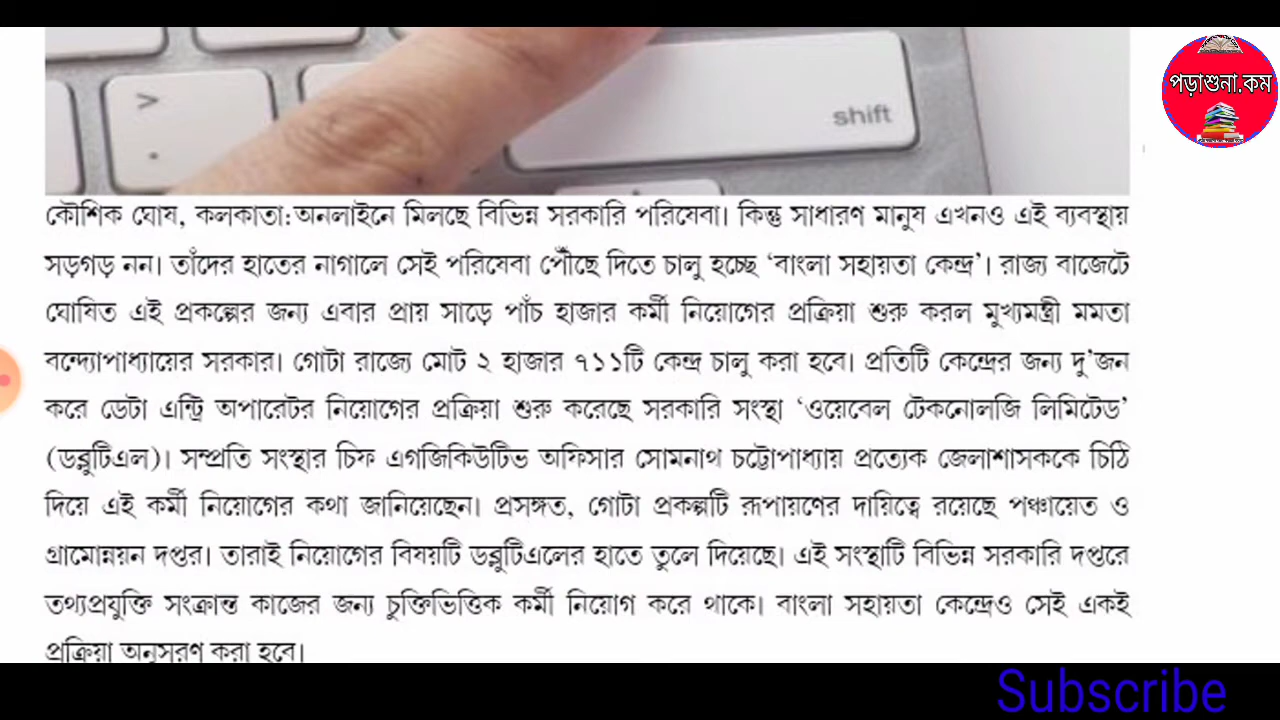 >
.
shift
পড়াশুনা.কম
কৌশিক ঘোষ, কলকাতা:অনলাইনে মিলছে বিভিন্ন সরকারি পরিষেবা। কিন্তু সাধারণ মানুষ এখনও এই ব্যবস্থায়
সড়গড় নন। তাঁদের হাতের নাগালে সেই পরিষেবা পৌঁছে দিতে চালু হচ্ছে ‘বাংলা সহায়তা কেন্দ্র’। রাজ্য বাজেটে
ঘোষিত এই প্রকল্পের জন্য এবার প্রায় সাড়ে পাঁচ হাজার কর্মী নিয়োগের প্রক্রিয়া শুরু করল মুখ্যমন্ত্রী মমতা
বন্দ্যোপাধ্যায়ের সরকার। গোটা রাজ্যে মোট ২ হাজার ৭১১টি কেন্দ্র চালু করা হবে। প্রতিটি কেন্দ্রের জন্য দু’জন
করে ডেটা এন্ট্রি অপারেটর নিয়োগের প্রক্রিয়া শুরু করেছে সরকারি সংস্থা ‘ওয়েবেল টেকনোলজি লিমিটেড’
(ডব্লুটিএল)। সম্প্রতি সংস্থার চিফ এগজিকিউটিভ অফিসার সোমনাথ চট্টোপাধ্যায় প্রত্যেক জেলাশাসককে চিঠি
দিয়ে এই কর্মী নিয়োগের কথা জানিয়েছেন। প্রসঙ্গত, গোটা প্রকল্পটি রূপায়ণের দায়িত্বে রয়েছে পঞ্চায়েত ও
গ্রামোন্নয়ন দপ্তর। তারাই নিয়োগের বিষয়টি ডব্লুটিএলের হাতে তুলে দিয়েছে। এই সংস্থাটি বিভিন্ন সরকারি দপ্তরে
তথ্যপ্রযুক্তি সংক্রান্ত কাজের জন্য চুক্তিভিত্তিক কর্মী নিয়োগ করে থাকে। বাংলা সহায়তা কেন্দ্রেও সেই একই
প্রক্রিয়া অনুসরণ করা হবে।
Subscribe